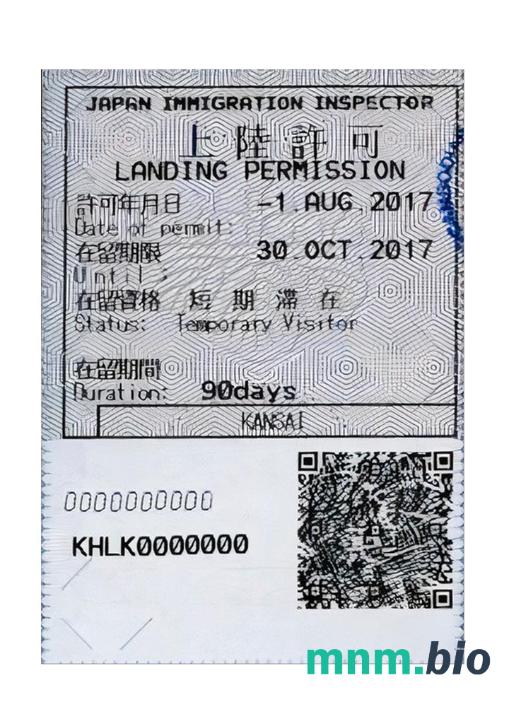 JAPAN IMMIGRATION INSPECTOR
上陸許可
LANDING PERMISSION
許可年月日 -1.AUG.2017
Date of permit:
在留期限 30.OCT.2017
Until :
在留資格 短期滞在
Status: Temporary Visitor
在留期間
Duration: 90days
KANSAI
0000000000
KHLK0000000
mnm.bio